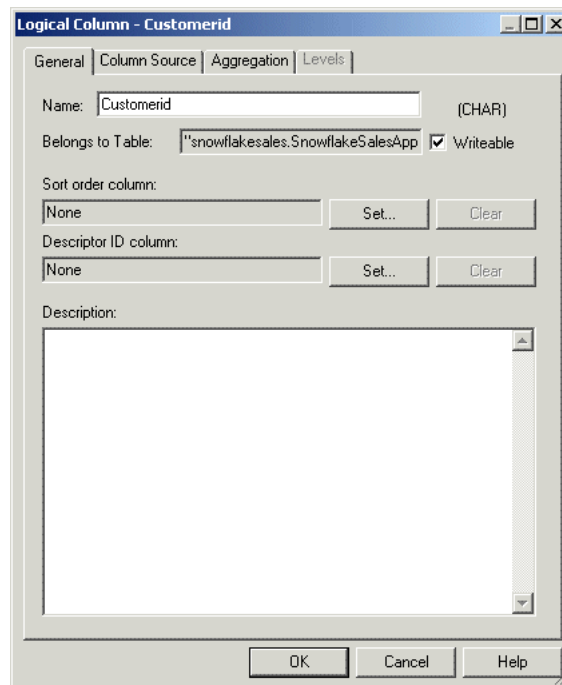 Logical Column - Customerid
General Column Source Aggregation Levels
Name: Customerid (CHAR)
Belongs to Table: "snowflakesales.SnowflakeSalesApp Writeable
Sort order column:
None Set... Clear
Descriptor ID column:
None Set... Clear
Description:
OK Cancel Help